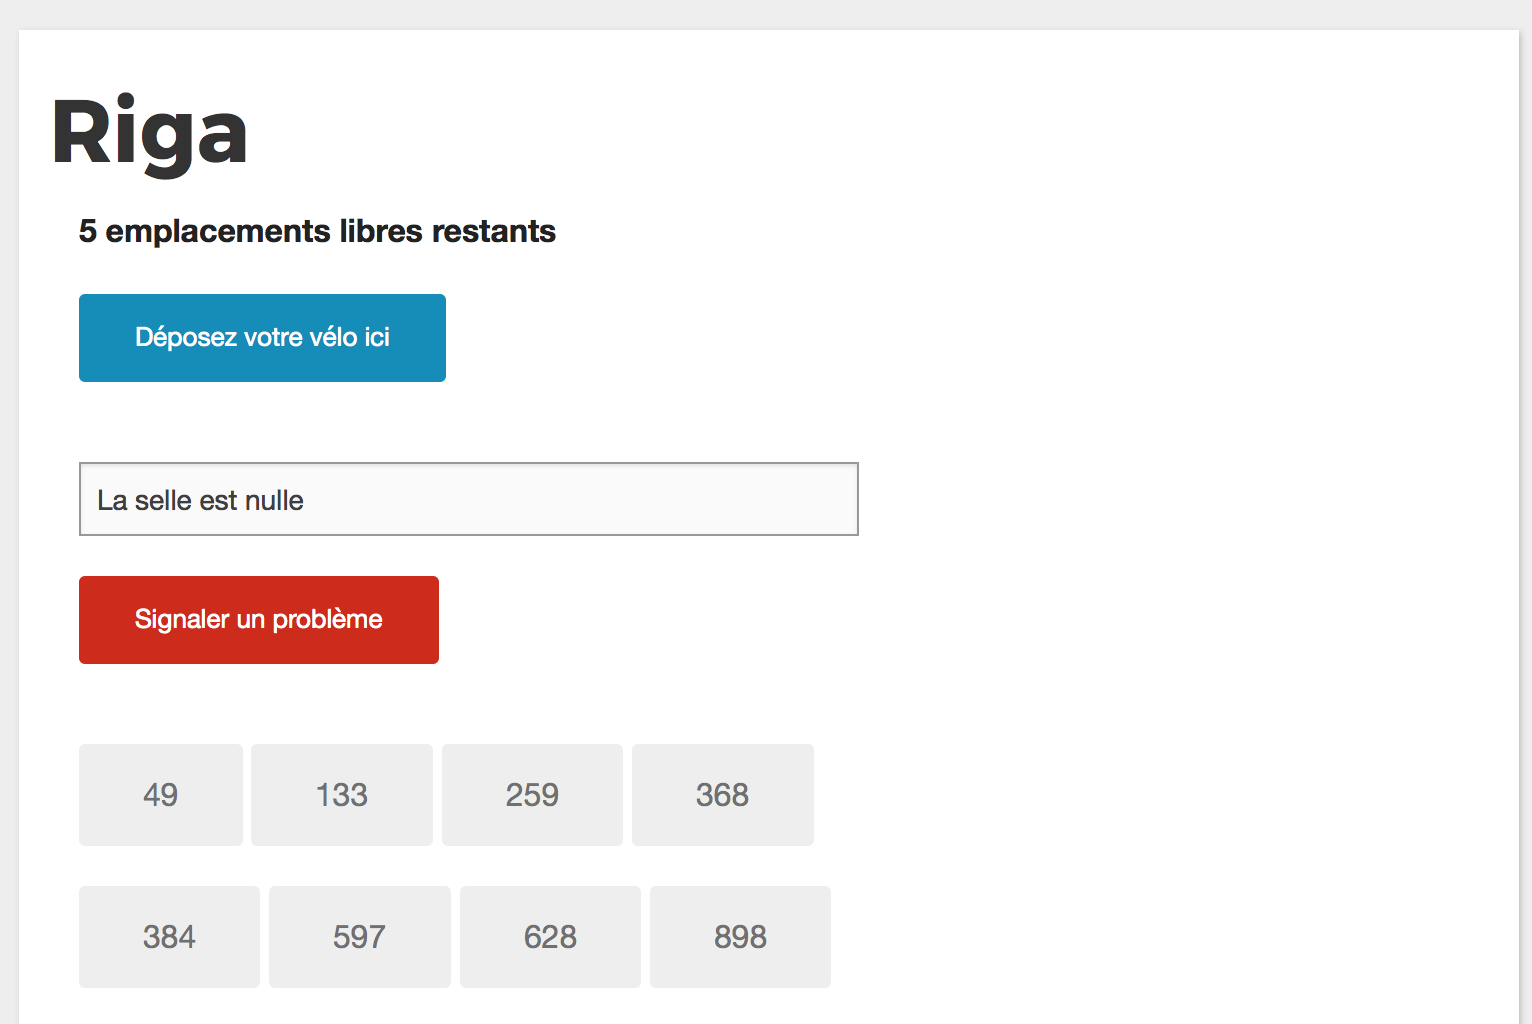 Riga
5 emplacements libres restants
Déposez votre vélo ici
La selle est nulle
Signaler un problème
49 133 259 368
384 597 628 898